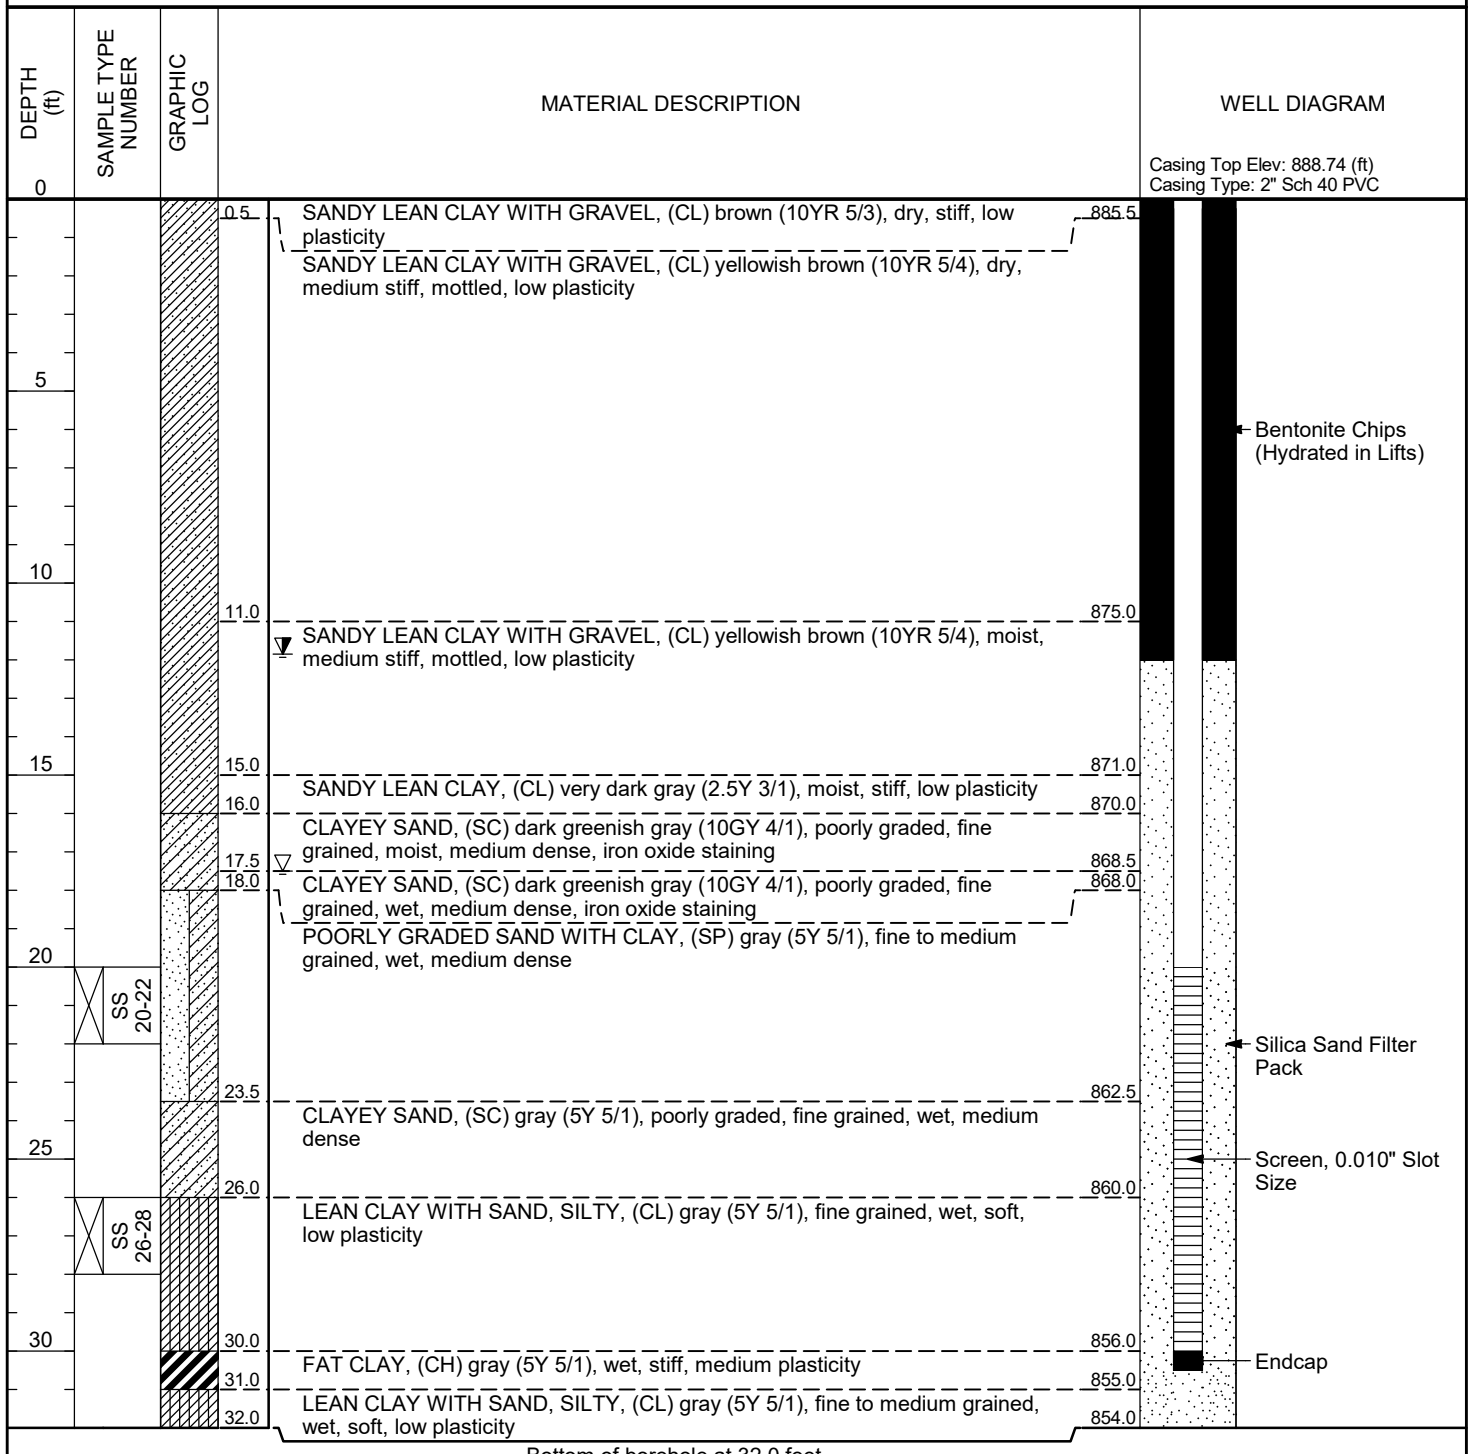 DEPTH
(ft)
SAMPLE TYPE
NUMBER
GRAPHIC
LOG
MATERIAL DESCRIPTION
WELL DIAGRAM
Casing Top Elev: 888.74 (ft)
Casing Type: 2" Sch 40 PVC
0
0.5
SANDY LEAN CLAY WITH GRAVEL, (CL) brown (10YR 5/3), dry, stiff, low
plasticity
885.5
SANDY LEAN CLAY WITH GRAVEL, (CL) yellowish brown (10YR 5/4), dry,
medium stiff, mottled, low plasticity
5
Bentonite Chips
(Hydrated in Lifts)
10
11.0
875.0
SANDY LEAN CLAY WITH GRAVEL, (CL) yellowish brown (10YR 5/4), moist,
medium stiff, mottled, low plasticity
15
15.0
871.0
SANDY LEAN CLAY, (CL) very dark gray (2.5Y 3/1), moist, stiff, low plasticity
16.0
870.0
CLAYEY SAND, (SC) dark greenish gray (10GY 4/1), poorly graded, fine
grained, moist, medium dense, iron oxide staining
17.5
868.5
18.0
CLAYEY SAND, (SC) dark greenish gray (10GY 4/1), poorly graded, fine
grained, wet, medium dense, iron oxide staining
868.0
POORLY GRADED SAND WITH CLAY, (SP) gray (5Y 5/1), fine to medium
grained, wet, medium dense
20
SS
20-22
Silica Sand Filter
Pack
23.5
862.5
CLAYEY SAND, (SC) gray (5Y 5/1), poorly graded, fine grained, wet, medium
dense
25
Screen, 0.010" Slot
Size
26.0
860.0
LEAN CLAY WITH SAND, SILTY, (CL) gray (5Y 5/1), fine grained, wet, soft,
low plasticity
SS
26-28
30
30.0
856.0
FAT CLAY, (CH) gray (5Y 5/1), wet, stiff, medium plasticity
Endcap
31.0
855.0
LEAN CLAY WITH SAND, SILTY, (CL) gray (5Y 5/1), fine to medium grained,
wet, soft, low plasticity
32.0
854.0
Bottom of borehole at 32.0 feet.